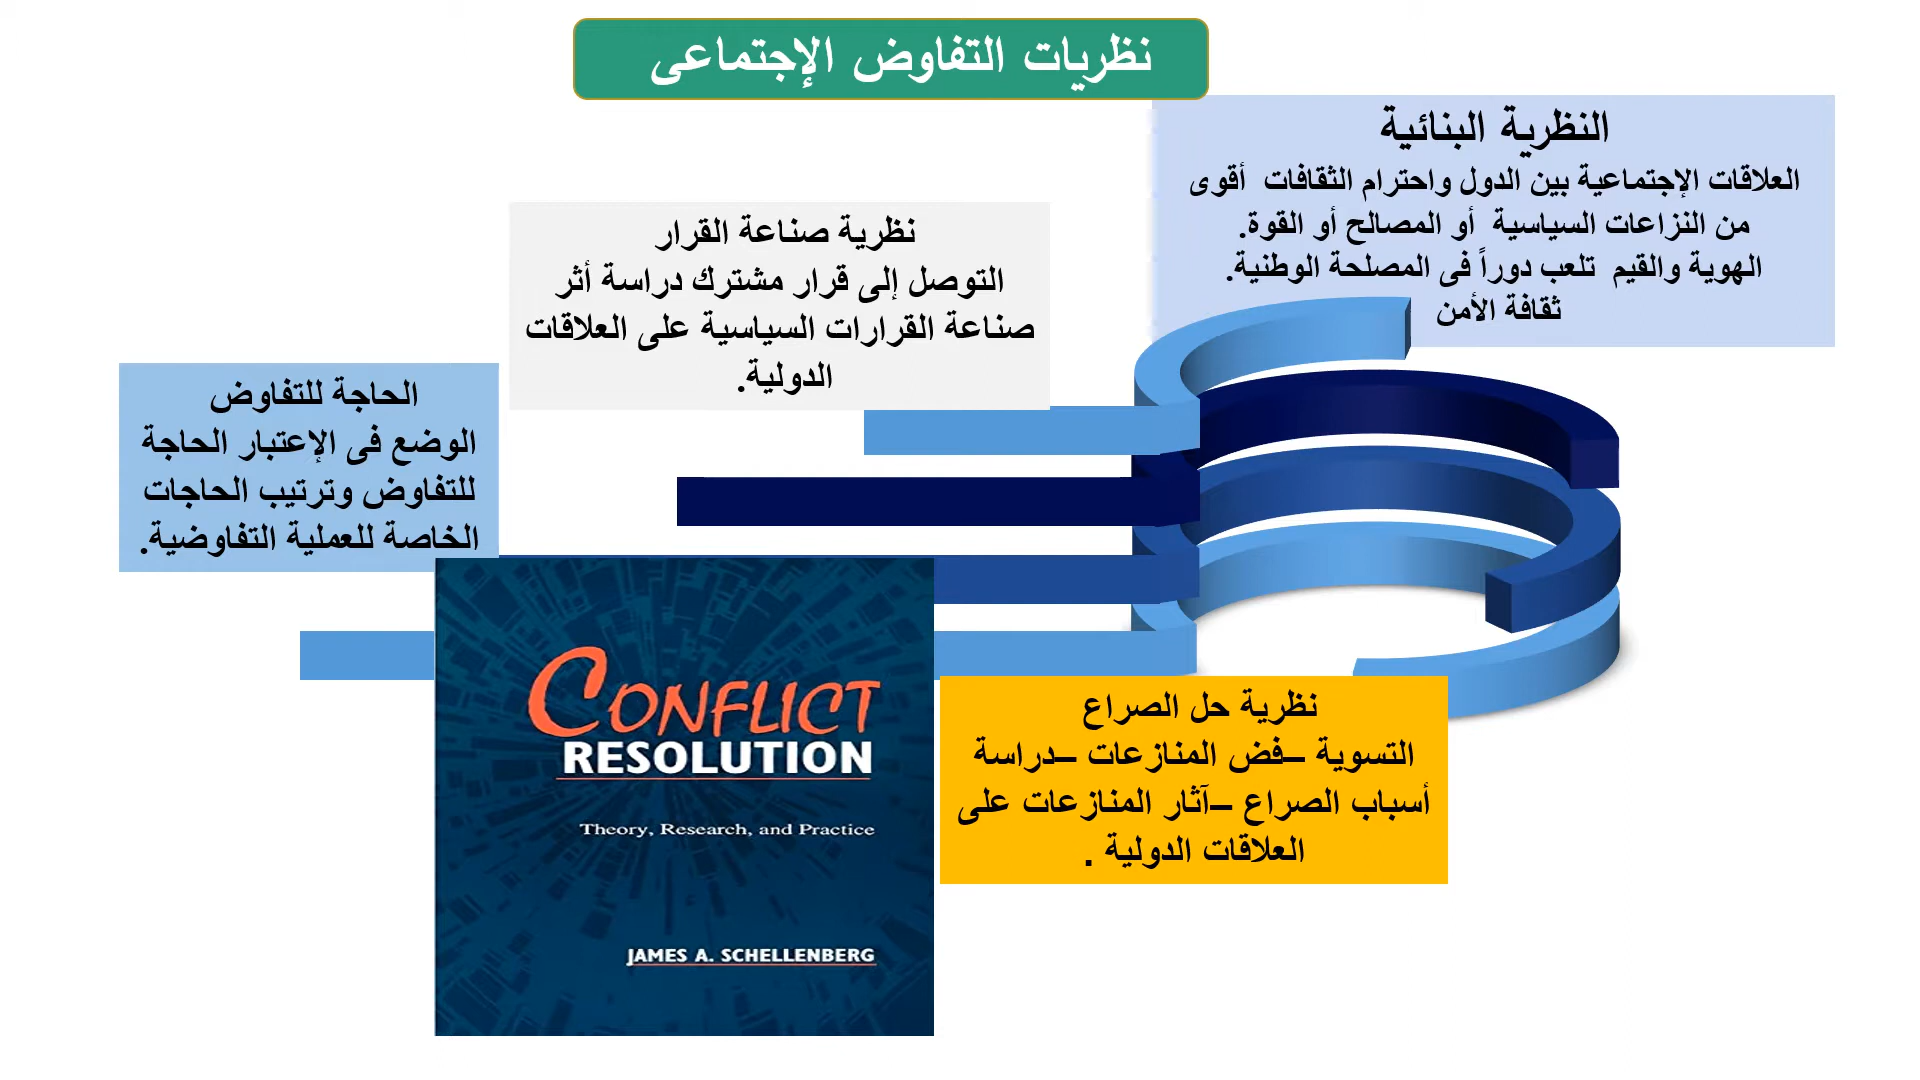 نظريات التفاوض الإجتماعى
النظرية البنائية
العلاقات الإجتماعية بين الدول واحترام الثقافات أقوى
من النزاعات السياسية أو المصالح أو القوة.
الهوية والقيم تلعب دوراً فى المصلحة الوطنية.
ثقافة الأمن
نظرية صناعة القرار
التوصل إلى قرار مشترك دراسة أثر
صناعة القرارات السياسية على العلاقات
الدولية.
الحاجة للتفاوض
الوضع فى الإعتبار الحاجة
للتفاوض وترتيب الحاجات
الخاصة للعملية التفاوضية.
نظرية حل الصراع
التسوية –فض المنازعات –دراسة
أسباب الصراع –آثار المنازعات على
العلاقات الدولية .
CONFLICT
RESOLUTION
Theory, Research, and Practice
JAMES A. SCHELLENBERG